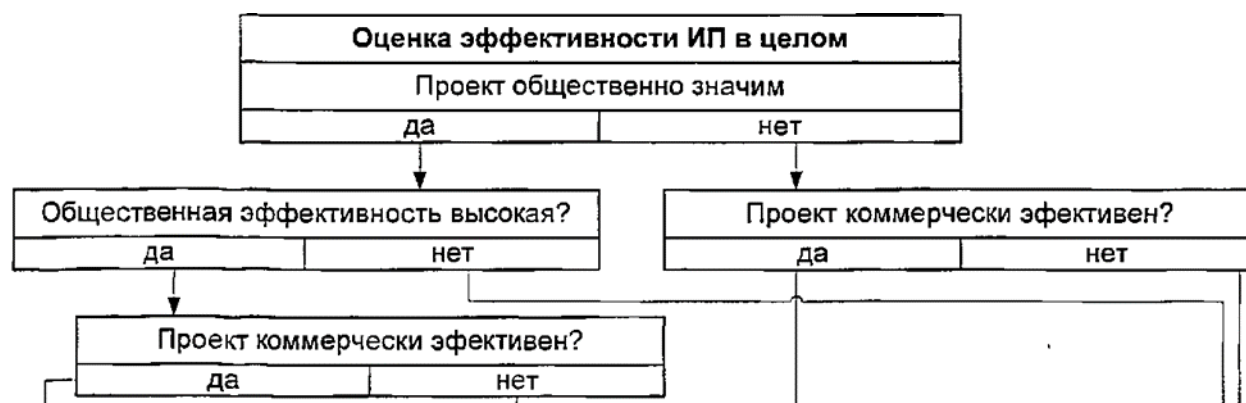 Оценка эффективности ИП в целом
Проект общественно значим
да нет
Общественная эффективность высокая?
да нет
Проект коммерчески эфективен?
да нет
Проект коммерчески эфективен?
да нет